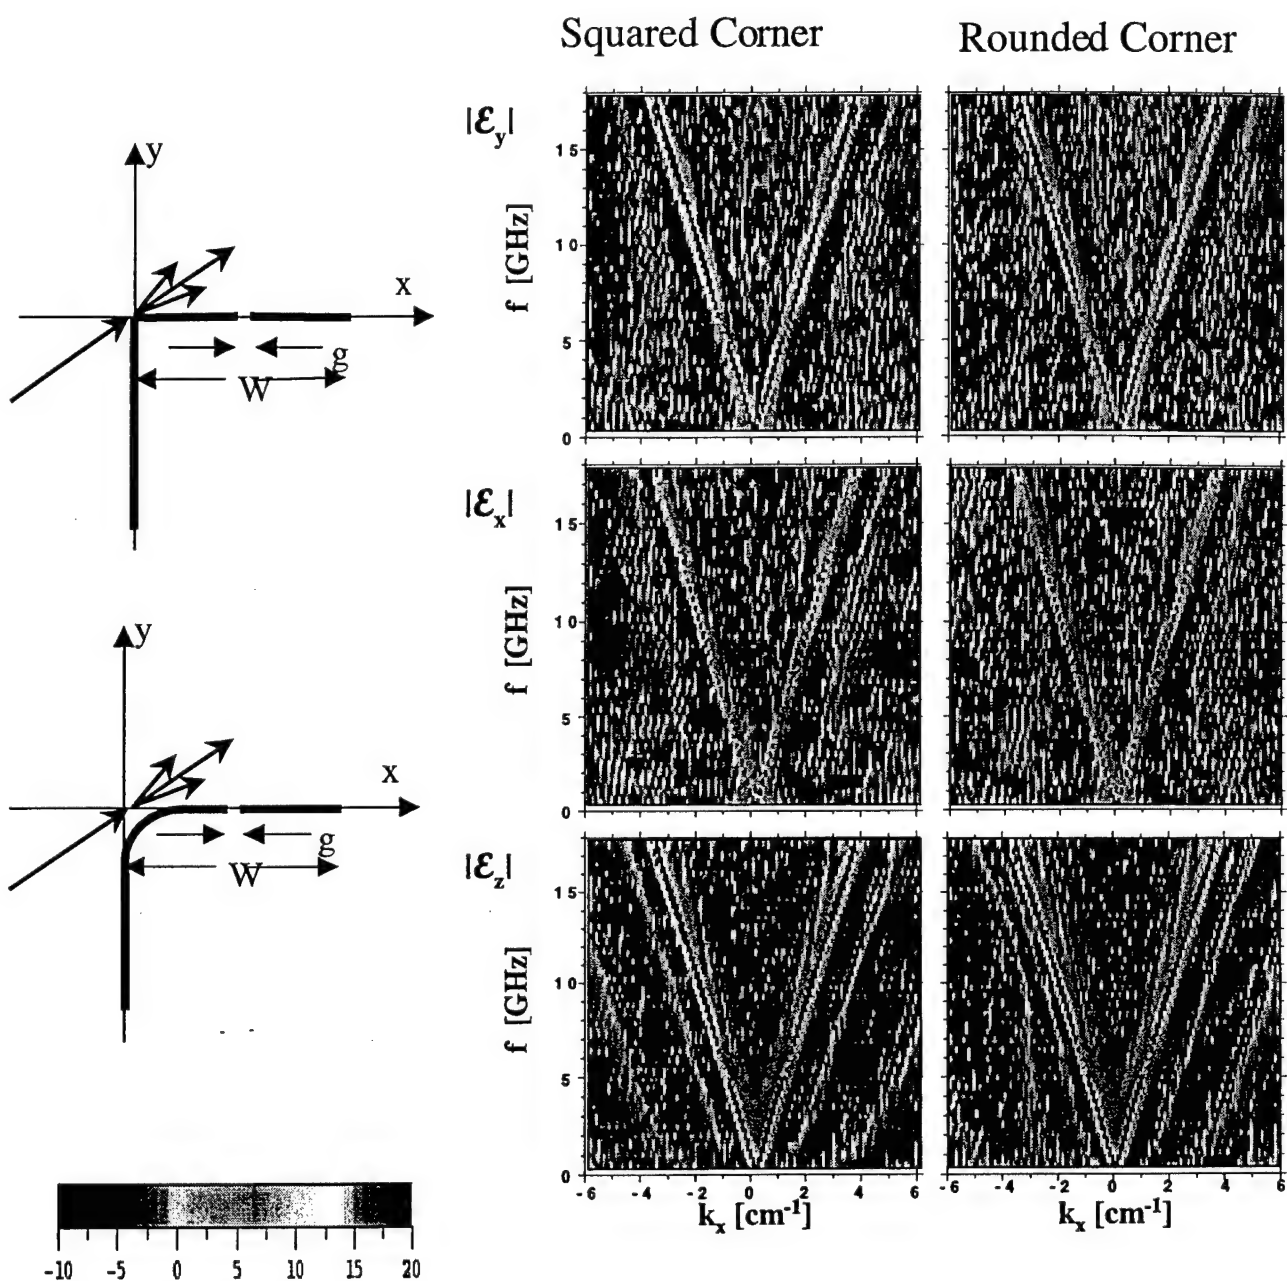 Squared Corner
Rounded Corner
y
x
g
W
y
x
g
W
-10 -5 0 5 10 15 20
|ℰy|
f [GHz]
15
10
5
0
|ℰx|
f [GHz]
15
10
5
0
|ℰz|
f [GHz]
15
10
5
0
-6 -4 -2 0 2 4 6
kx [cm-1]
-6 -4 -2 0 2 4 6
kx [cm-1]